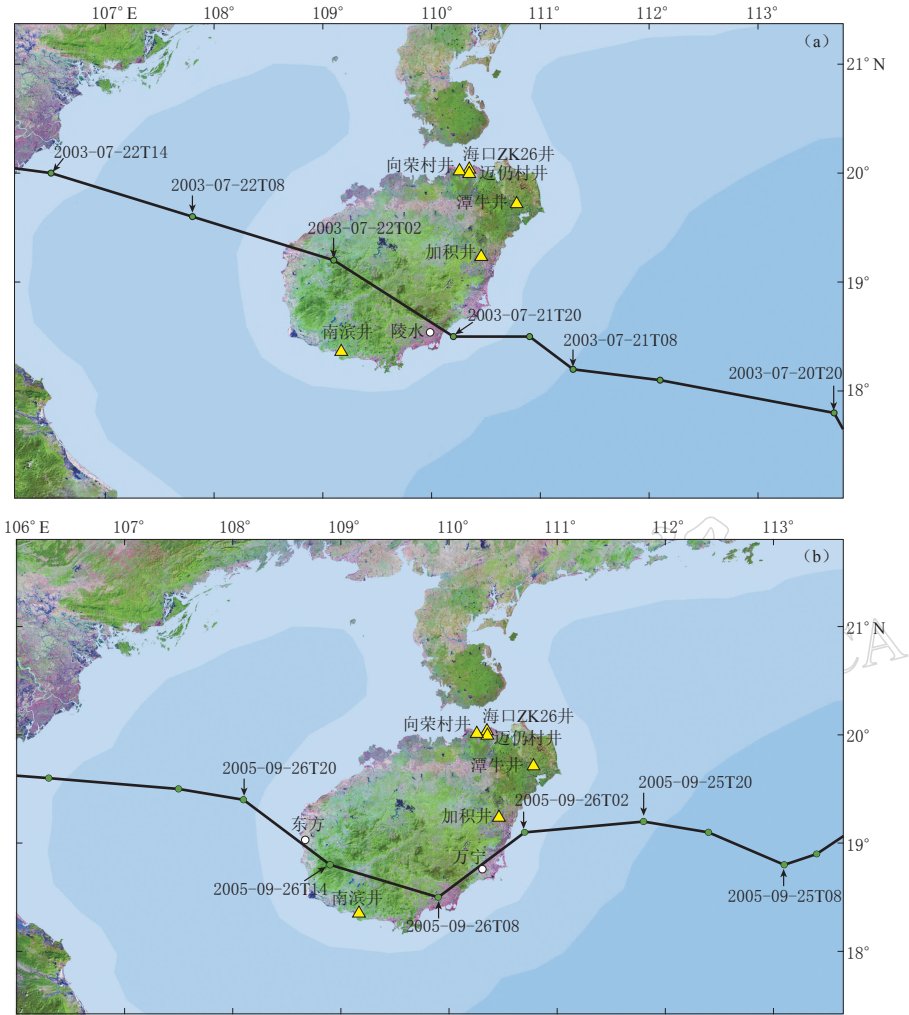 107° E 108° 109° 110° 111° 112° 113°
(a)
21° N
2003-07-22T14
海口ZK26井
向荣村井
迈仍村井
20°
2003-07-22T08
潭牛井
2003-07-22T02
加积井
19°
2003-07-21T20
南滨井 陵水
2003-07-21T08
2003-07-20T20
18°
106° E 107° 108° 109° 110° 111° 112° 113°
(b)
21° N
CA
海口ZK26井
向荣村井
20°
迈仍村井
潭牛井
2005-09-26T20
2005-09-25T20
2005-09-26T02
加积井
东方
19°
万宁
2005-09-26T14
南滨井
2005-09-25T08
2005-09-26T08
18°